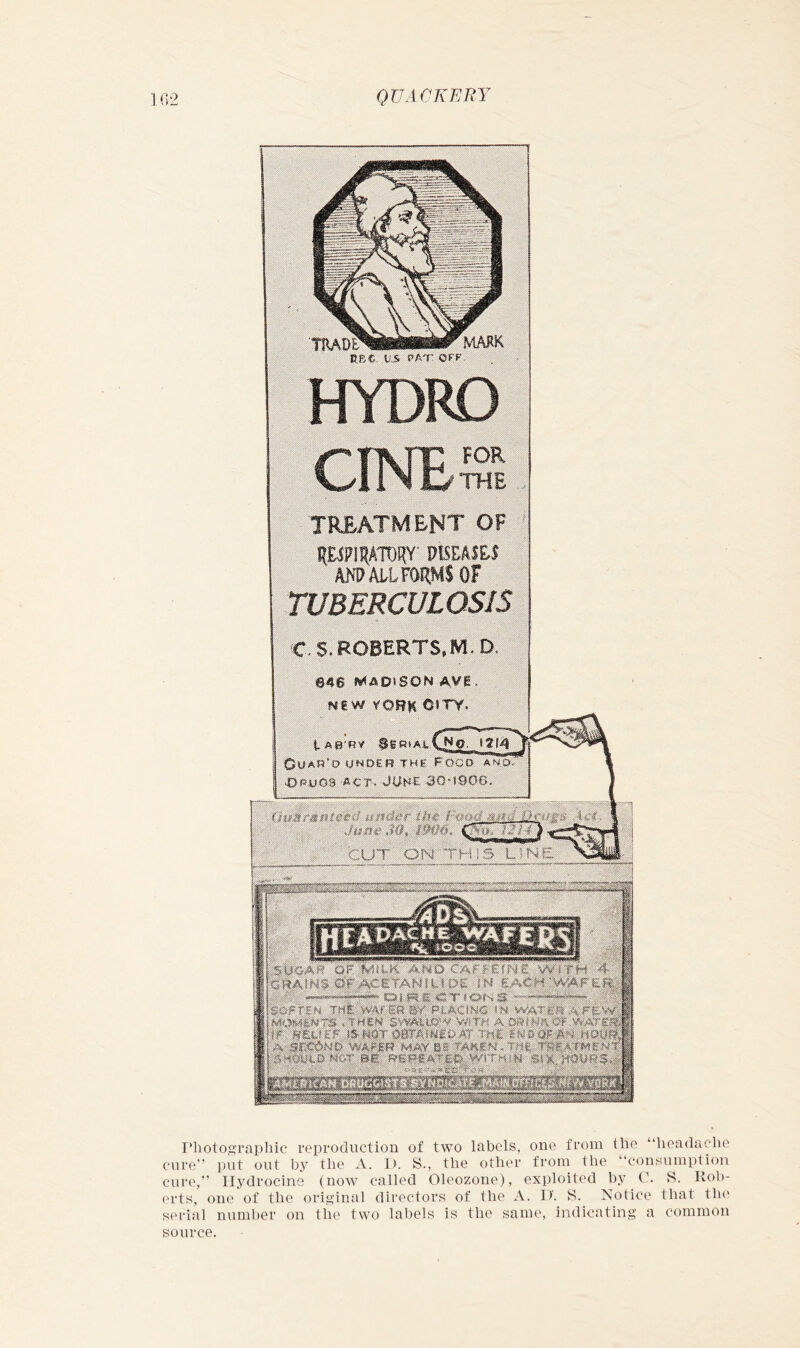 162 QUACKERY
TRADE MARK
REG. U.S. PAT. OFF.
HYDRO
CINE FOR THE
TREATMENT OF
RESPIRATORY DISEASES
AND ALL FORMS OF
TUBERCULOSIS
C. S. ROBERTS, M. D.
646 MADISON AVE.
NEW YORK CITY.
LAB'RY SERIAL No. 1214
GUAR'D UNDER THE FOOD AND
DRUGS ACT. JUNE 30-1906.
Guaranteed under the Food and Drugs Act.
June 30, 1906. No. 1214
CUT ON THIS LINE
ADS
HEADACHE WAFERS
1000
SUGAR OF MILK AND CAFFEINE WITH 4
GRAINS OF ACETANILIDE IN EACH WAFER
DIRECTIONS
SOFTEN THE WAFER BY PLACING IN WATER A FEW
MOMENTS. THEN SWALLOW WITH A DRINK OF WATER.
IF RELIEF IS NOT OBTAINED AT THE END OF AN HOUR,
A SECOND WAFER MAY BE TAKEN. THE TREATMENT
SHOULD NOT BE REPEATED WITHIN SIX HOURS.
PREPARED FOR
AMERICAN DRUGGISTS SYNDICATE, MAIN OFFICES NEW YORK
Photographic reproduction of two labels, one from the “headache
cure” put out by the A. D. S., the other from the “consumption
cure,” Hydrocine (now called Oleozone), exploited by C. S. Rob-
erts, one of the original directors of the A. D. S. Notice that the
serial number on the two labels is the same, indicating a common
source.